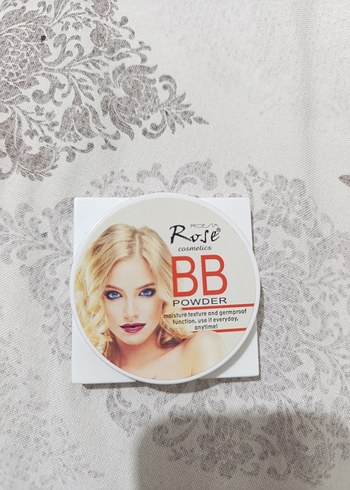 Rose
cosmetics
BB
POWDER
moisture texture and germproof
function, use it everyday,
anytime!